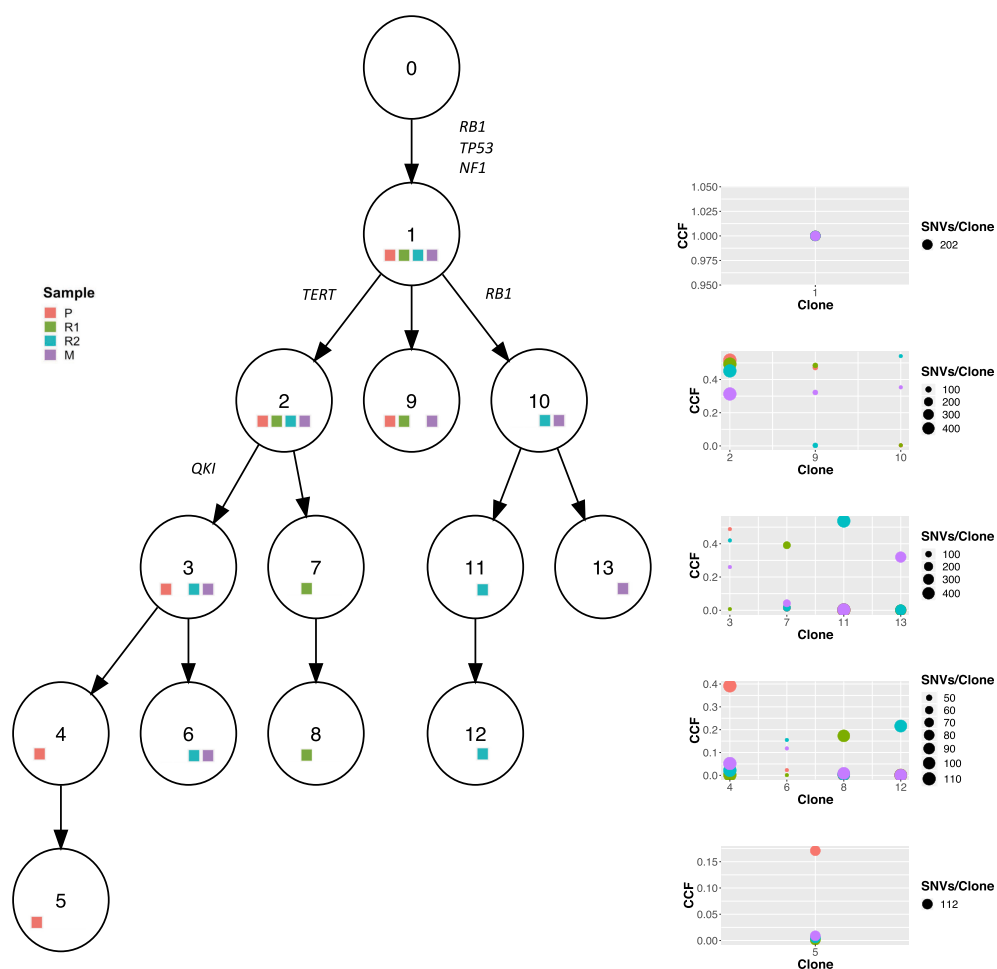 0
RB1
TP53
NF1
1
TERT
RB1
Sample
P
R1
R2
M
2
9
10
QKI
3
7
11
13
4
6
8
12
5
1.050
1.025
1.000
0.975
0.950
CCF
1
Clone
SNVs/Clone
202
0.4
0.2
0.0
CCF
2 9 10
Clone
SNVs/Clone
100
200
300
400
0.4
0.2
0.0
CCF
3 7 11 13
Clone
SNVs/Clone
100
200
300
400
0.4
0.3
0.2
0.1
0.0
CCF
4 6 8 12
Clone
SNVs/Clone
50
60
70
80
90
100
110
0.15
0.10
0.05
0.00
CCF
5
Clone
SNVs/Clone
112